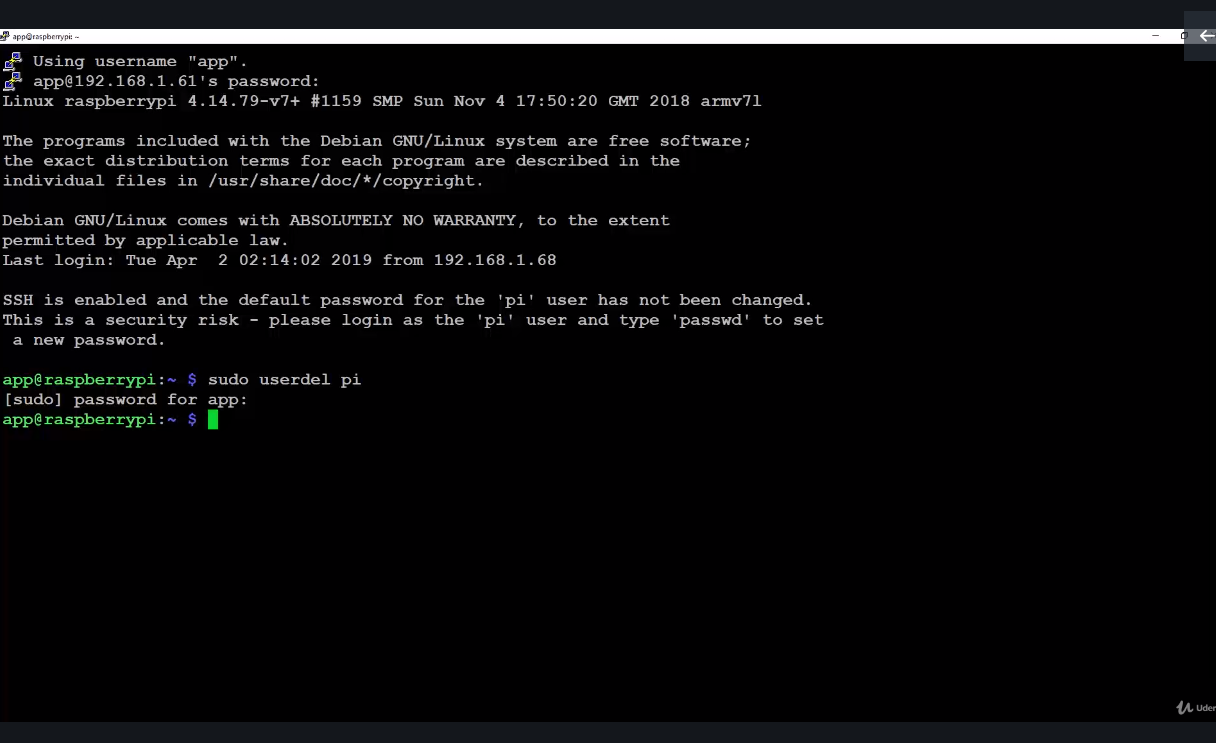 app@raspberrypi: ~
Using username "app".
app@192.168.1.61's password:
Linux raspberrypi 4.14.79-v7+ #1159 SMP Sun Nov 4 17:50:20 GMT 2018 armv7l
The programs included with the Debian GNU/Linux system are free software;
the exact distribution terms for each program are described in the
individual files in /usr/share/doc/*/copyright.
Debian GNU/Linux comes with ABSOLUTELY NO WARRANTY, to the extent
permitted by applicable law.
Last login: Tue Apr  2 02:14:02 2019 from 192.168.1.68
SSH is enabled and the default password for the 'pi' user has not been changed.
This is a security risk - please login as the 'pi' user and type 'passwd' to set
 a new password.
app@raspberrypi:~ $ sudo userdel pi
[sudo] password for app:
app@raspberrypi:~ $